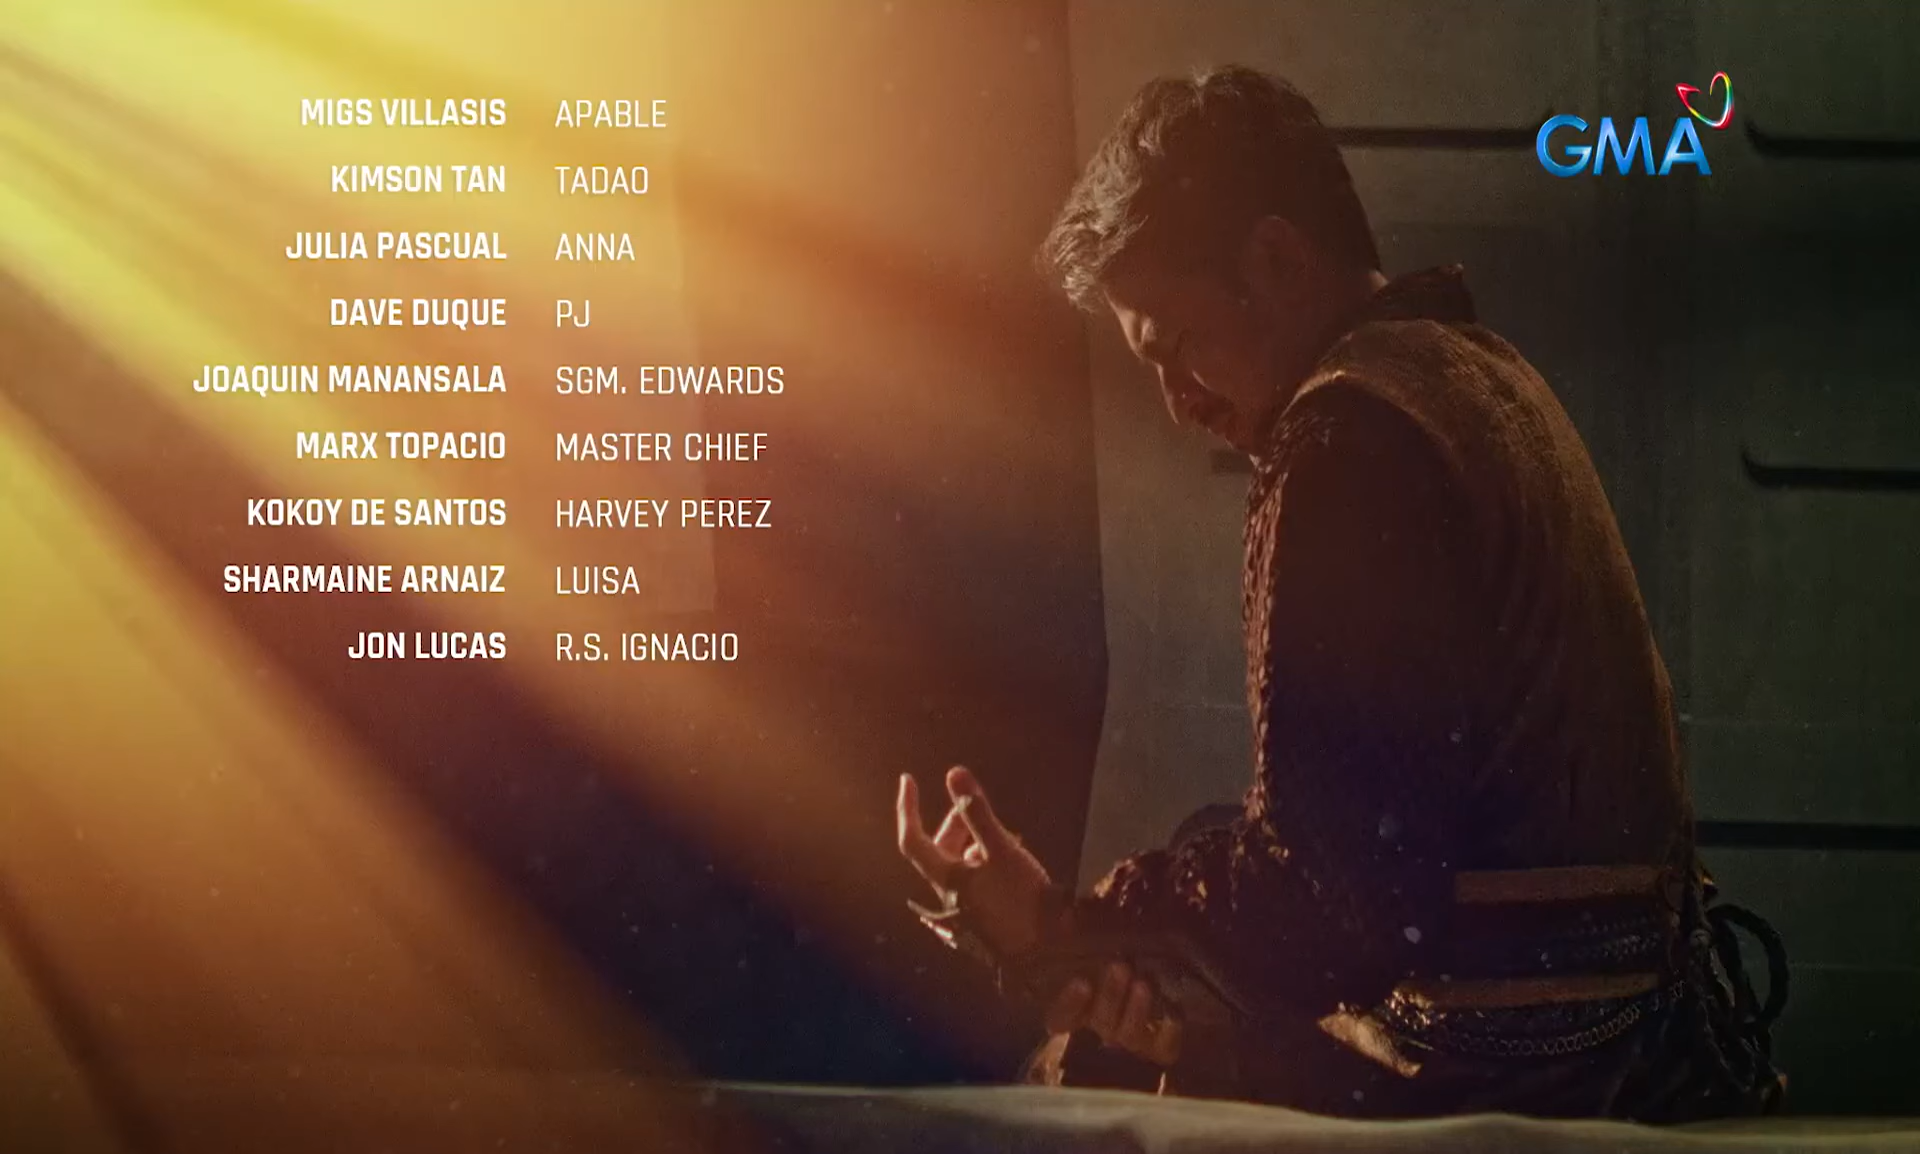 MIGS VILLASIS APABLE
KIMSON TAN TADAO
JULIA PASCUAL ANNA
DAVE DUQUE PJ
JOAQUIN MANANSALA SGM. EDWARDS
MARX TOPACIO MASTER CHIEF
KOKOY DE SANTOS HARVEY PEREZ
SHARMAINE ARNAIZ LUISA
JON LUCAS R.S. IGNACIO
GMA